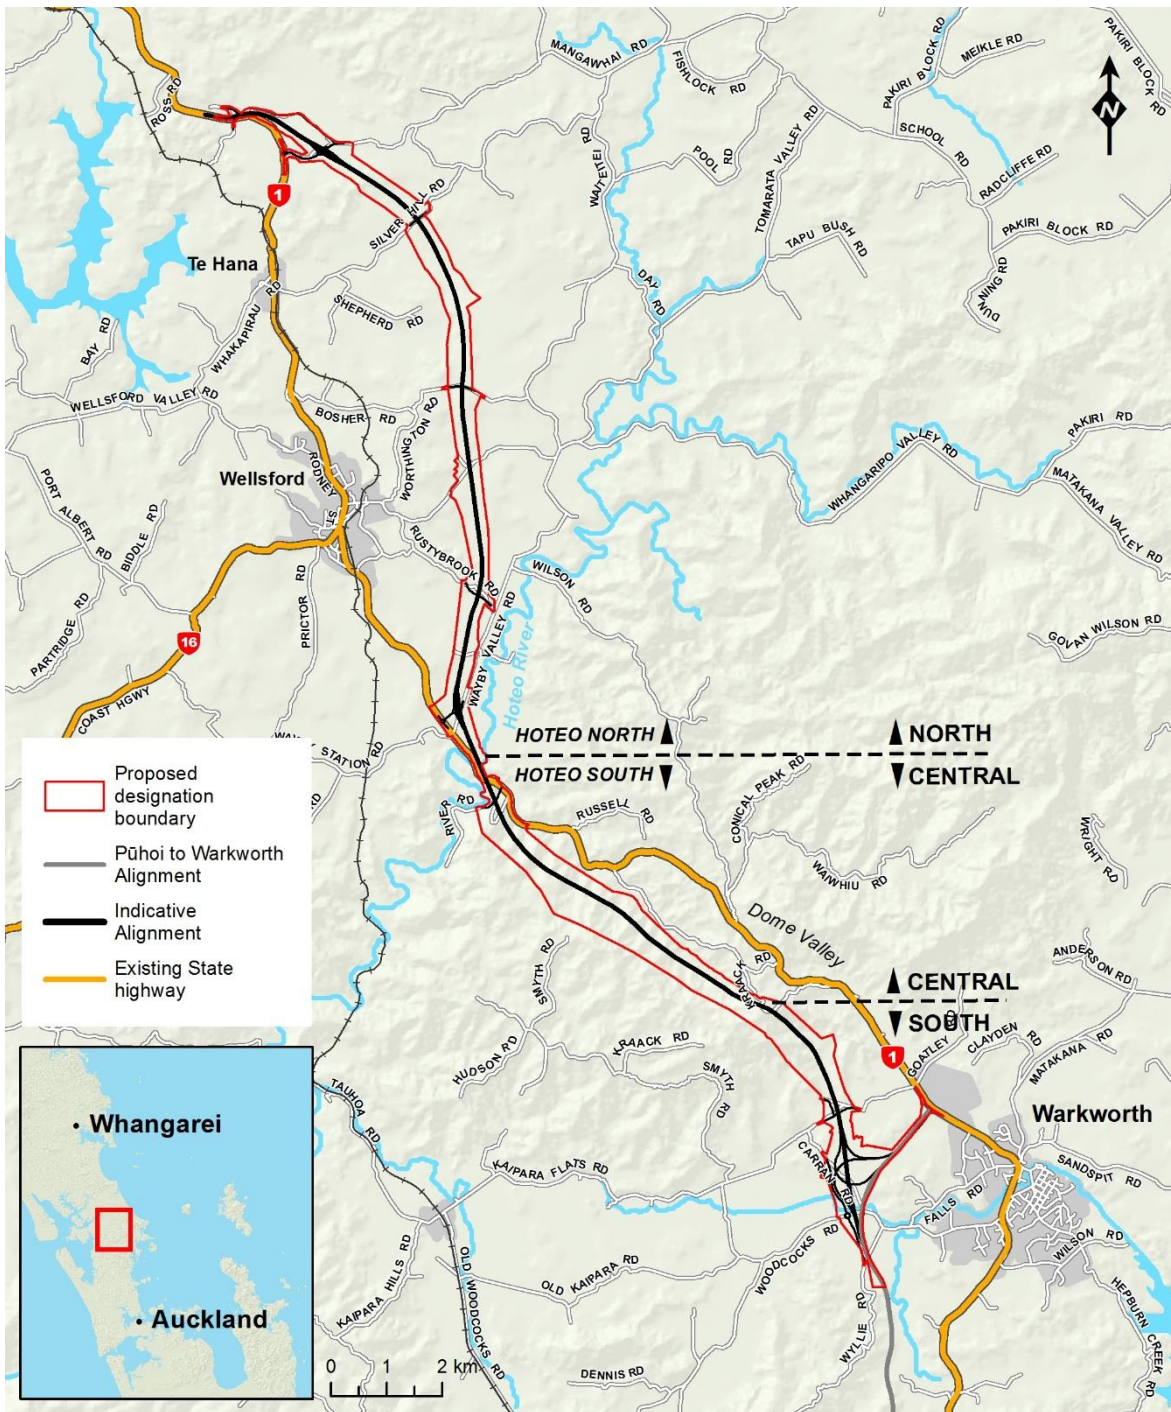 MANGAWHAI RD
FISHLOCK RD
PAKIRI BLOCK RD
MEIKLE RD
PAKIRI BLOCK RD
N
ROSS RD
WAITEITEI RD
POOL RD
TOMARATA VALLEY RD
SCHOOL RD
RADCLIFFE RD
1
SILVER HILL RD
TAPU BUSH RD
PAKIRI BLOCK RD
Te Hana
DAY RD
DUNNING RD
SHEPHERD RD
BAY RD
WHAKAPIRAU RD
WELLSFORD VALLEY RD
BOSHER RD
WORTHINGTON RD
PAKIRI RD
WHANGARIPO VALLEY RD
MATAKANA VALLEY RD
Wellsford
RODNEY ST
PORT ALBERT RD
BIDDLE RD
RUSTYBROOK RD
WILSON RD
PARTRIDGE RD
PRICTOR RD
16
WAYBY VALLEY RD
Hoteo River
GOVAN WILSON RD
COAST HGWY
STATION RD
HOTEO NORTH
NORTH
HOTEO SOUTH
CENTRAL
RIVER RD
RUSSELL RD
CONICAL PEAK RD
WRIGHT RD
WAIWHIU RD
Proposed
designation
boundary
Pūhoi to Warkworth
Alignment
Indicative
Alignment
Existing State
highway
Dome Valley
SMYTH RD
KRAACK RD
ANDERSON RD
CENTRAL
SOUTH
1
GOATLEY RD
CLAYDEN RD
MATAKANA RD
HUDSON RD
KRAACK RD
SMYTH RD
TAUHOA RD
Warkworth
SANDSPIT RD
KAIPARA FLATS RD
CARRAN RD
FALLS RD
WOODCOCKS RD
WILSON RD
OLD KAIPARA RD
KAIPARA HILLS RD
OLD WOODCOCKS RD
WYLLIE RD
HEPBURN CREEK RD
DENNIS RD
Whangarei
Auckland
0 1 2 km